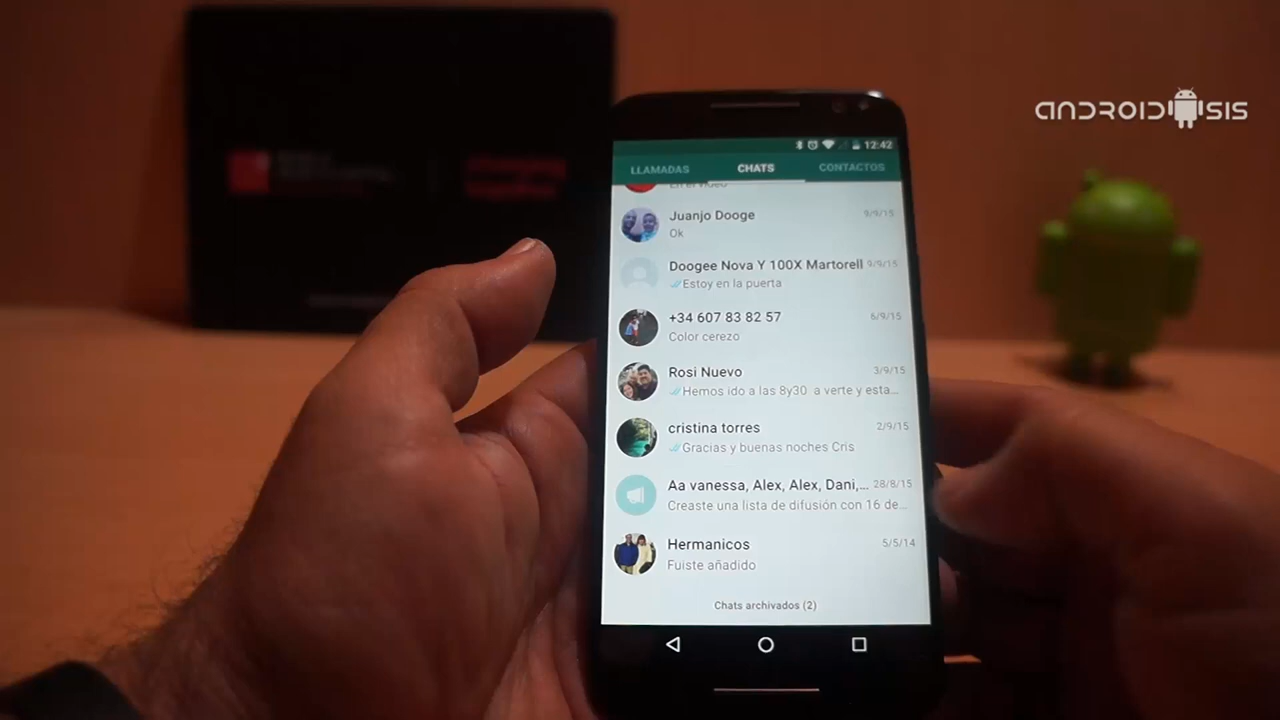 ANDROIDSIS
12:42
LLAMADAS CHATS CONTACTOS
En el video
Juanjo Dooge 9/9/15
Ok
Doogee Nova Y 100X Martorell 9/9/15
Estoy en la puerta
+34 607 83 82 57 6/9/15
Color cerezo
Rosi Nuevo 3/9/15
Hemos ido a las 8y30 a verte y esta...
cristina torres 2/9/15
Gracias y buenas noches Cris
Aa vanessa, Alex, Alex, Dani,... 28/8/15
Creaste una lista de difusión con 16 de...
Hermanicos 5/5/14
Fuiste añadido
Chats archivados (2)